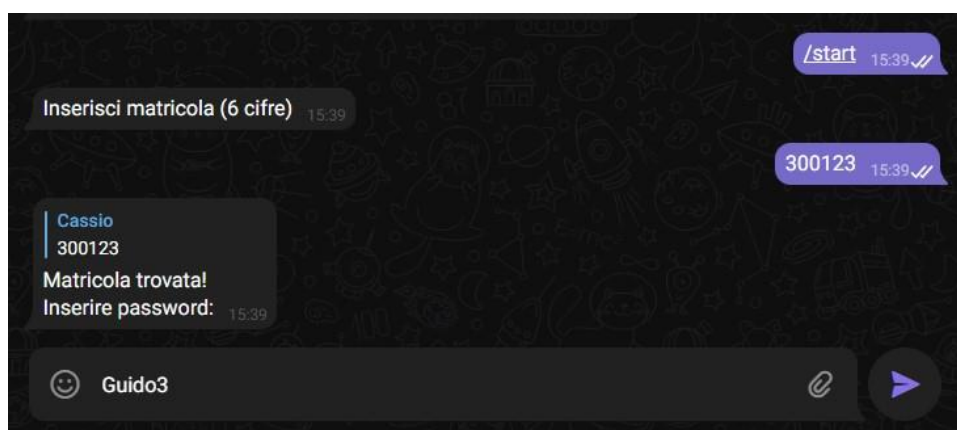 /start 15:39
Inserisci matricola (6 cifre) 15:39
300123 15:39
Cassio
300123
Matricola trovata!
Inserire password: 15:39
Guido3